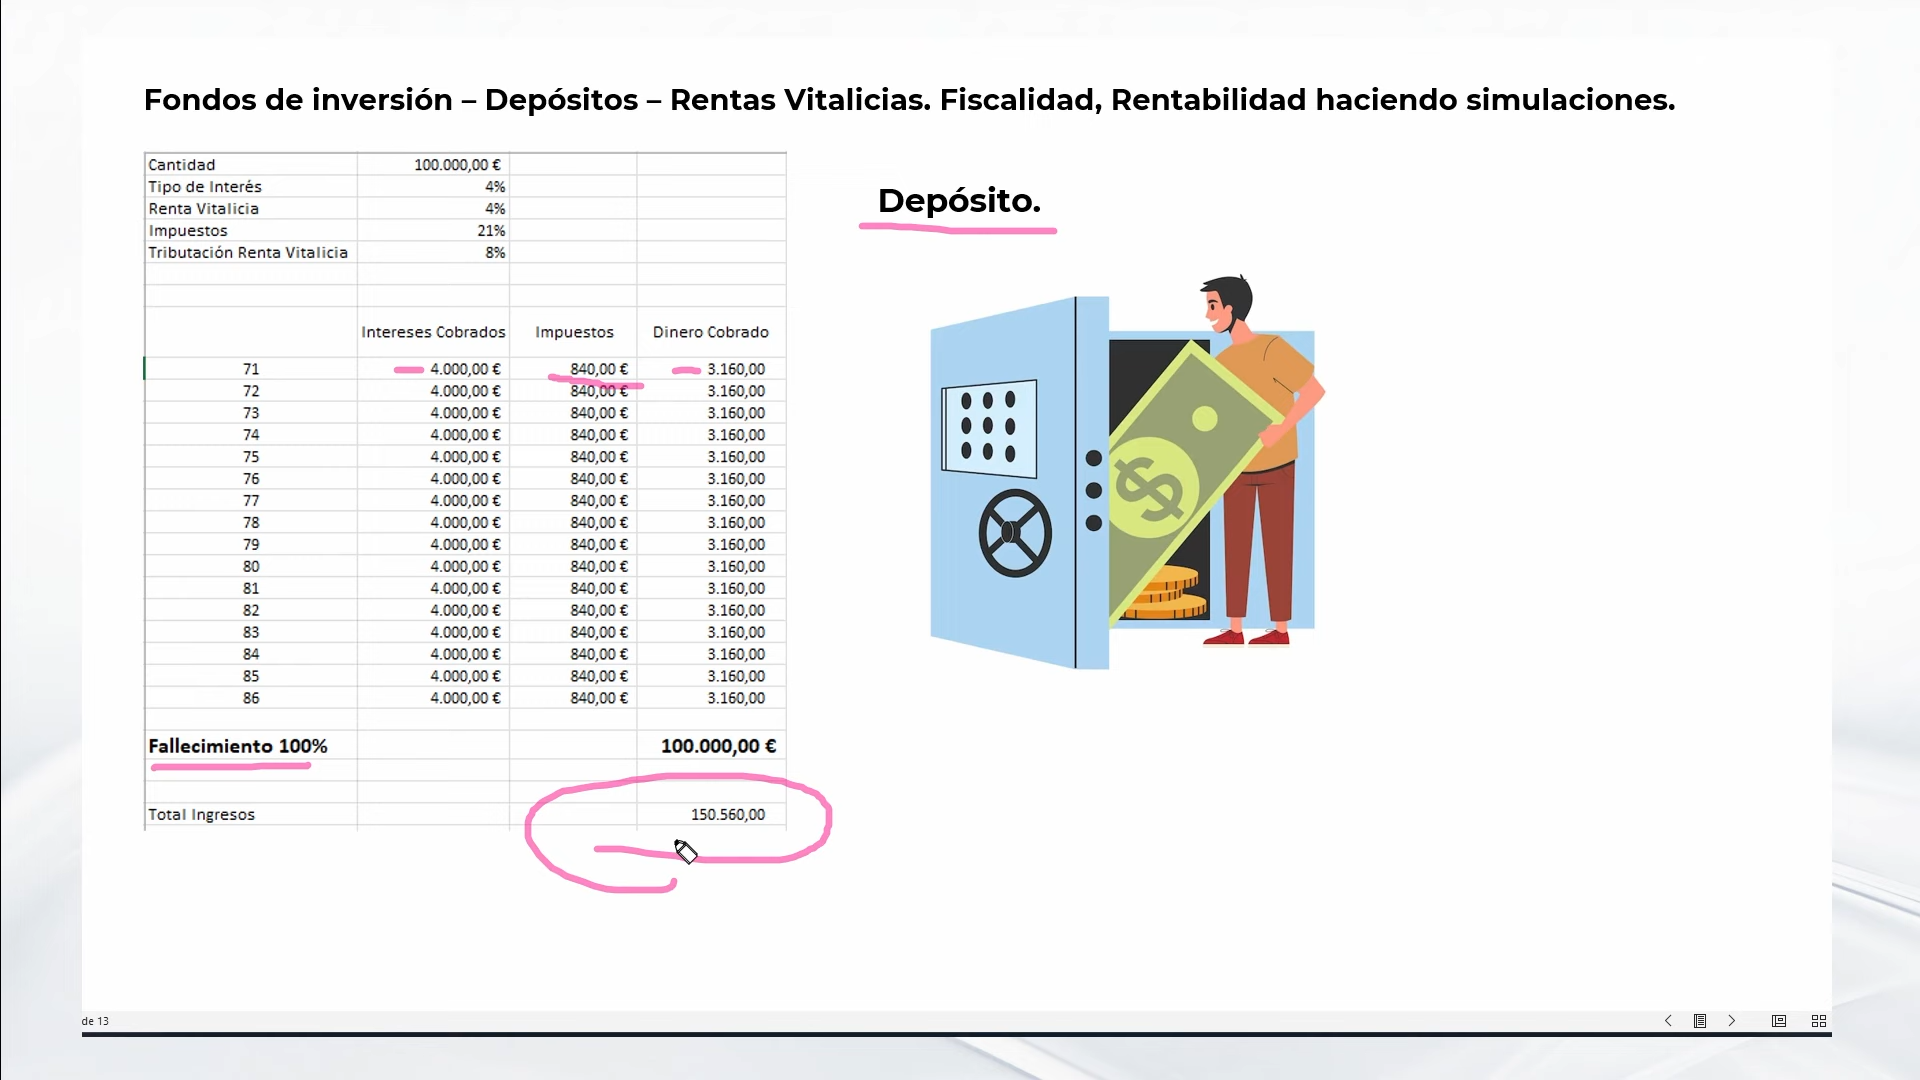 Fondos de inversión – Depósitos – Rentas Vitalicias. Fiscalidad, Rentabilidad haciendo simulaciones.
Cantidad 100.000,00 €
Tipo de Interés 4%
Renta Vitalicia 4%
Impuestos 21%
Tributación Renta Vitalicia 8%
Intereses Cobrados Impuestos Dinero Cobrado
71 4.000,00 € 840,00 € 3.160,00
72 4.000,00 € 840,00 € 3.160,00
73 4.000,00 € 840,00 € 3.160,00
74 4.000,00 € 840,00 € 3.160,00
75 4.000,00 € 840,00 € 3.160,00
76 4.000,00 € 840,00 € 3.160,00
77 4.000,00 € 840,00 € 3.160,00
78 4.000,00 € 840,00 € 3.160,00
79 4.000,00 € 840,00 € 3.160,00
80 4.000,00 € 840,00 € 3.160,00
81 4.000,00 € 840,00 € 3.160,00
82 4.000,00 € 840,00 € 3.160,00
83 4.000,00 € 840,00 € 3.160,00
84 4.000,00 € 840,00 € 3.160,00
85 4.000,00 € 840,00 € 3.160,00
86 4.000,00 € 840,00 € 3.160,00
Fallecimiento 100% 100.000,00 €
Total Ingresos 150.560,00
Depósito.
$
de 13